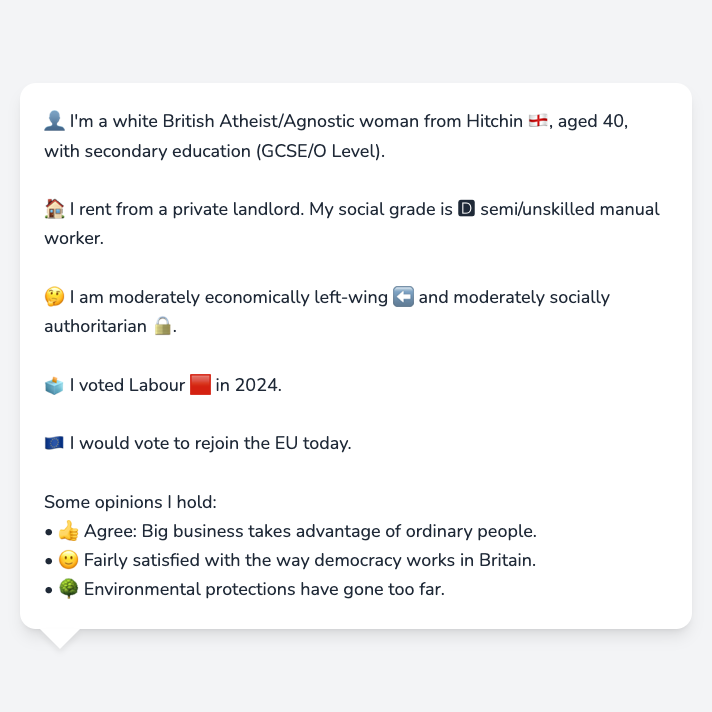 👤 I'm a white British Atheist/Agnostic woman from Hitchin 🏴󠁧󠁢󠁥󠁮󠁧󠁿, aged 40,
with secondary education (GCSE/O Level).
🏠 I rent from a private landlord. My social grade is 🅳 semi/unskilled manual
worker.
🤔 I am moderately economically left-wing ⬅️ and moderately socially
authoritarian 🔒.
🗳️ I voted Labour 🟥 in 2024.
🇪🇺 I would vote to rejoin the EU today.
Some opinions I hold:
• 👍 Agree: Big business takes advantage of ordinary people.
• 🙂 Fairly satisfied with the way democracy works in Britain.
• 🌳 Environmental protections have gone too far.